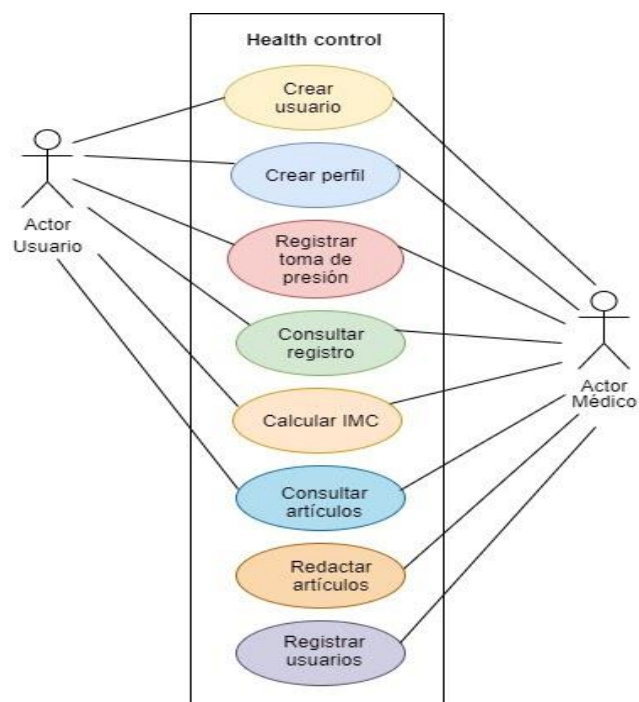 Health control
Crear
usuario
Crear perfil
Actor
Usuario
Registrar
toma de
presión
Consultar
registro
Actor
Médico
Calcular IMC
Consultar
artículos
Redactar
artículos
Registrar
usuarios